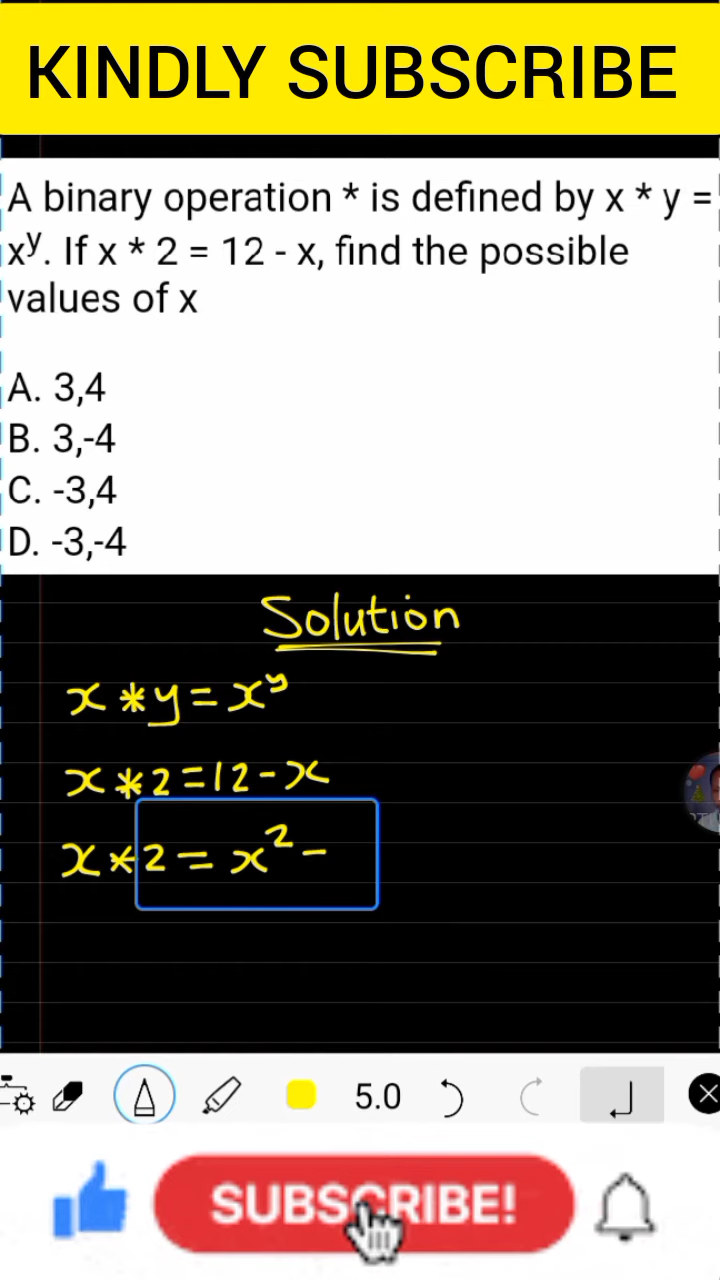 KINDLY SUBSCRIBE
A binary operation * is defined by x * y =
xʸ. If x * 2 = 12 - x, find the possible
values of x
A. 3,4
B. 3,-4
C. -3,4
D. -3,-4
Solution
x * y = xʸ
x * 2 = 12 - x
x * 2 = x² -
5.0
SUBSCRIBE!